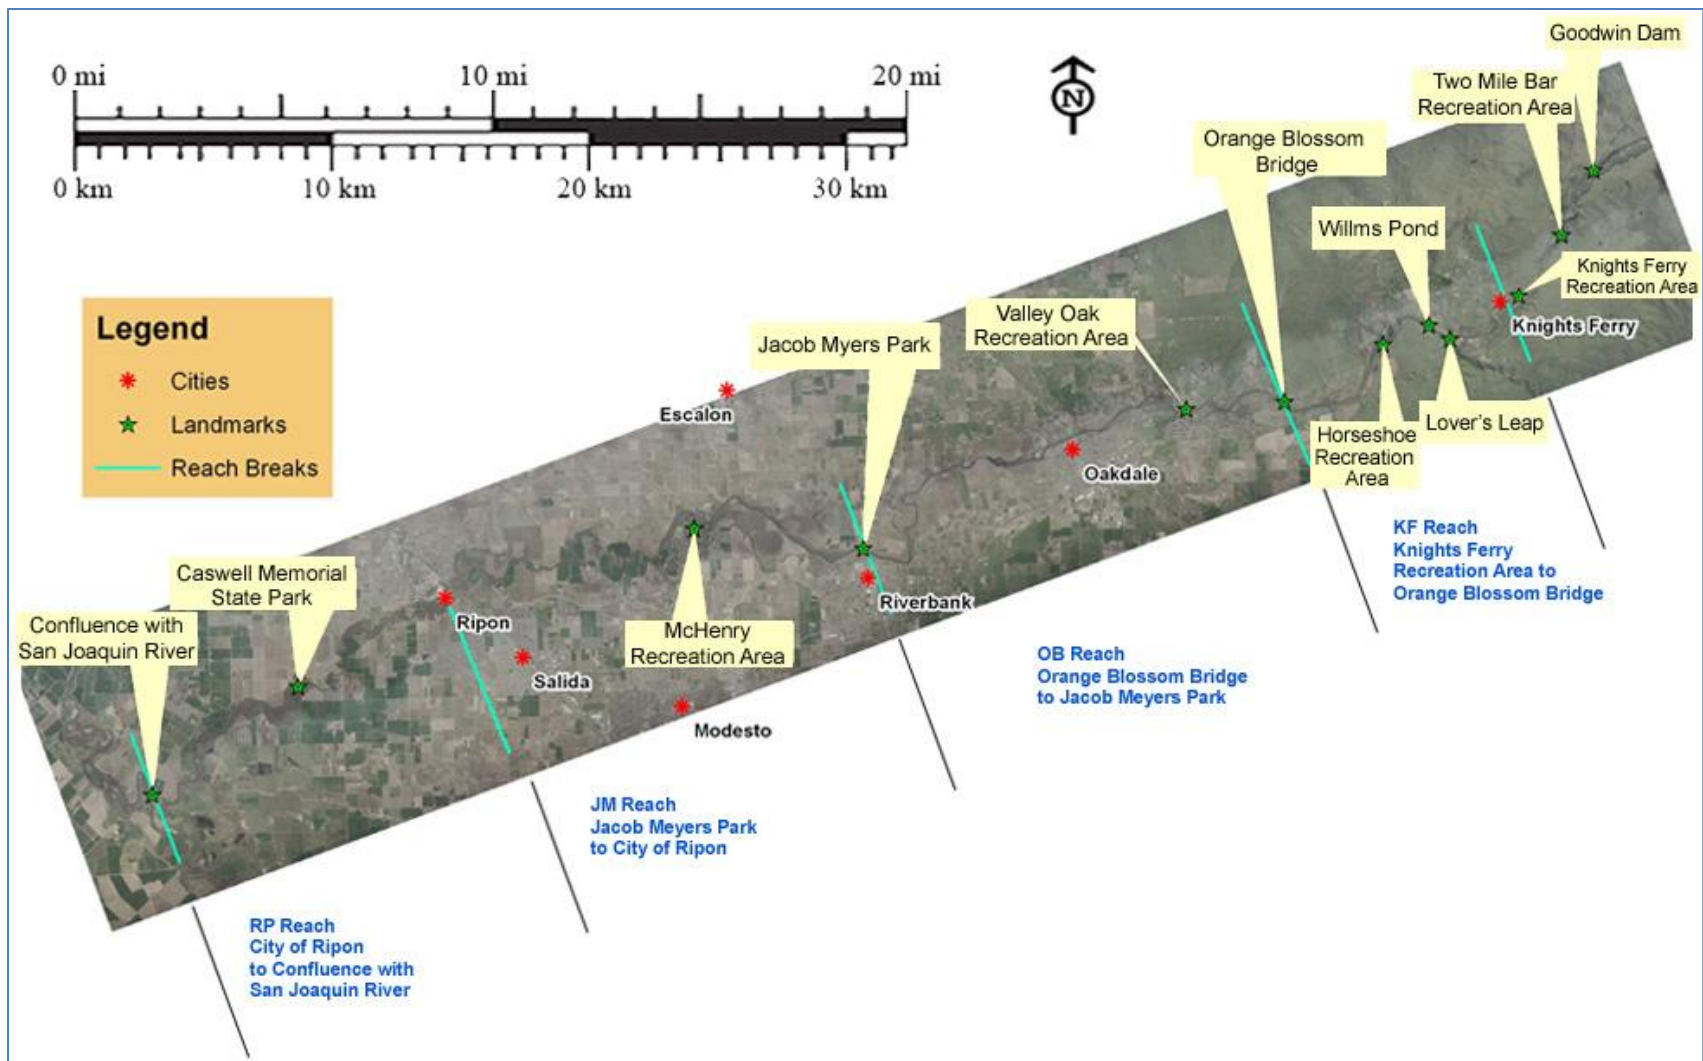 0 mi
10 mi
20 mi
0 km
10 km
20 km
30 km
N
Goodwin Dam
Two Mile Bar
Recreation Area
Orange Blossom
Bridge
Willms Pond
Knights Ferry
Recreation Area
Knights Ferry
Valley Oak
Recreation Area
Jacob Myers Park
Lover's Leap
Horseshoe
Recreation
Area
Legend
Cities
Landmarks
Reach Breaks
Escalon
Oakdale
Caswell Memorial
State Park
Confluence with
San Joaquin River
Ripon
Salida
McHenry
Recreation Area
Riverbank
Modesto
KF Reach
Knights Ferry
Recreation Area to
Orange Blossom Bridge
OB Reach
Orange Blossom Bridge
to Jacob Meyers Park
JM Reach
Jacob Meyers Park
to City of Ripon
RP Reach
City of Ripon
to Confluence with
San Joaquin River